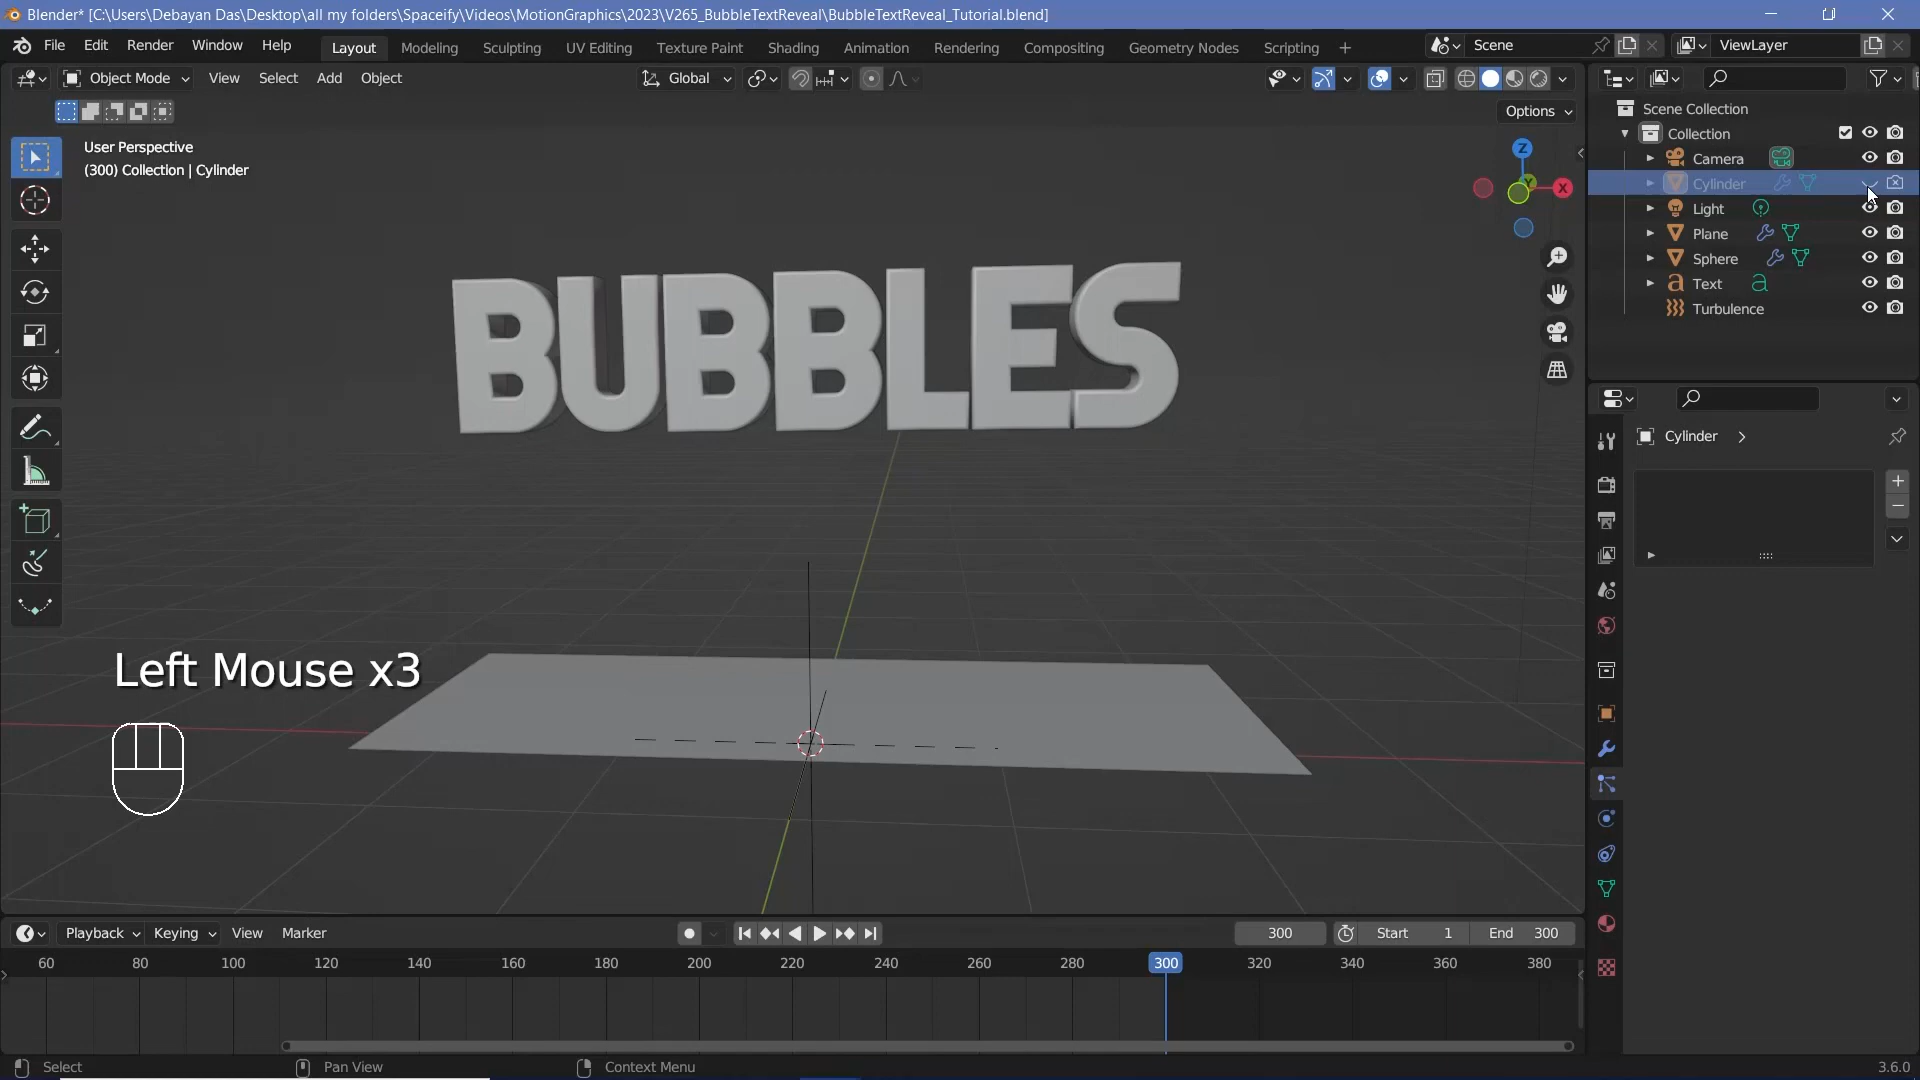 Blender* [C:\Users\Debayan Das\Desktop\all my folders\Spaceify\Videos\MotionGraphics\2023\V265_BubbleTextReveal\BubbleTextReveal_Tutorial.blend]
File Edit Render Window Help Layout Modeling Sculpting UV Editing Texture Paint Shading Animation Rendering Compositing Geometry Nodes Scripting + Scene ViewLayer
Object Mode View Select Add Object Global
Options
Scene Collection
Collection
Camera
Cylinder
Light
Plane
Sphere
Text
Turbulence
User Perspective
(300) Collection | Cylinder
Z
X
BUBBLES
Cylinder
Left Mouse x3
Playback Keying View Marker 300 Start 1 End 300
60 80 100 120 140 160 180 200 220 240 260 280 300 320 340 360 380
Select Pan View Context Menu 3.6.0